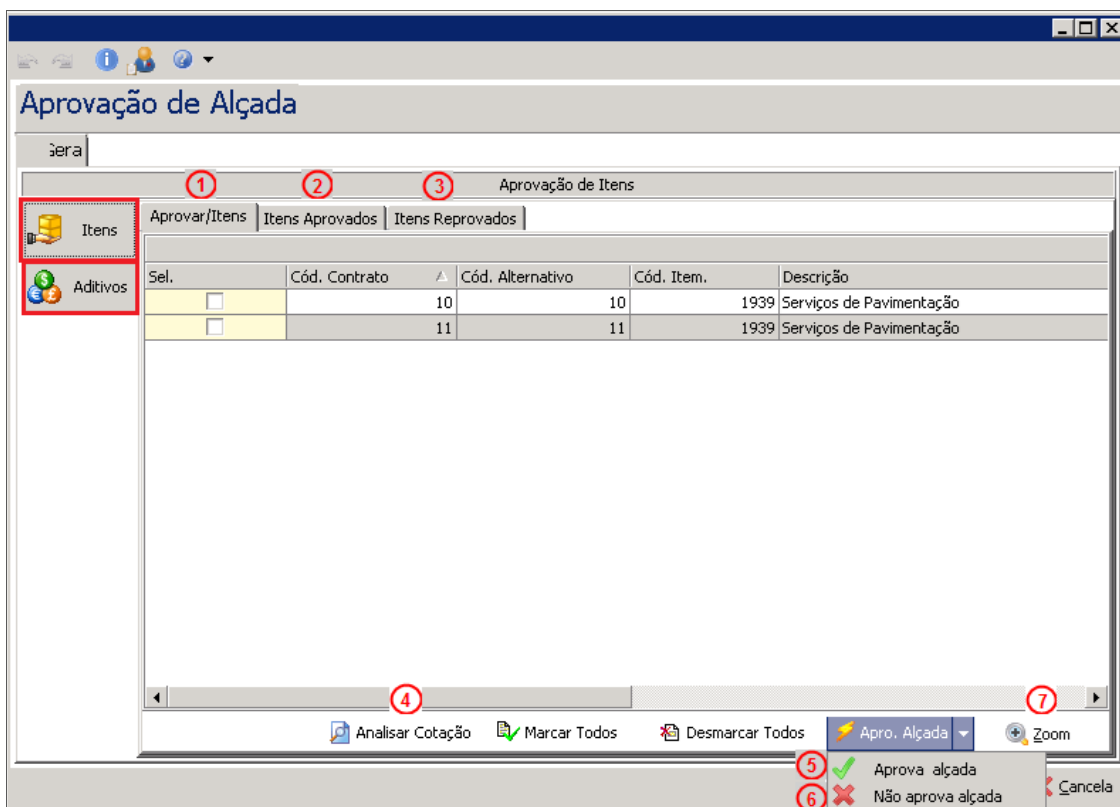 Aprovação de Alçada
Gera
1 2 3 Aprovação de Itens
Itens
Aditivos
Aprovar/Itens Itens Aprovados Itens Reprovados
Sel. Cód. Contrato Cód. Alternativo Cód. Item. Descrição
10 10 1939 Serviços de Pavimentação
11 11 1939 Serviços de Pavimentação
4 7
Analisar Cotação Marcar Todos Desmarcar Todos Apro. Alçada Zoom
5 Aprova alçada
6 Não aprova alçada
Cancela